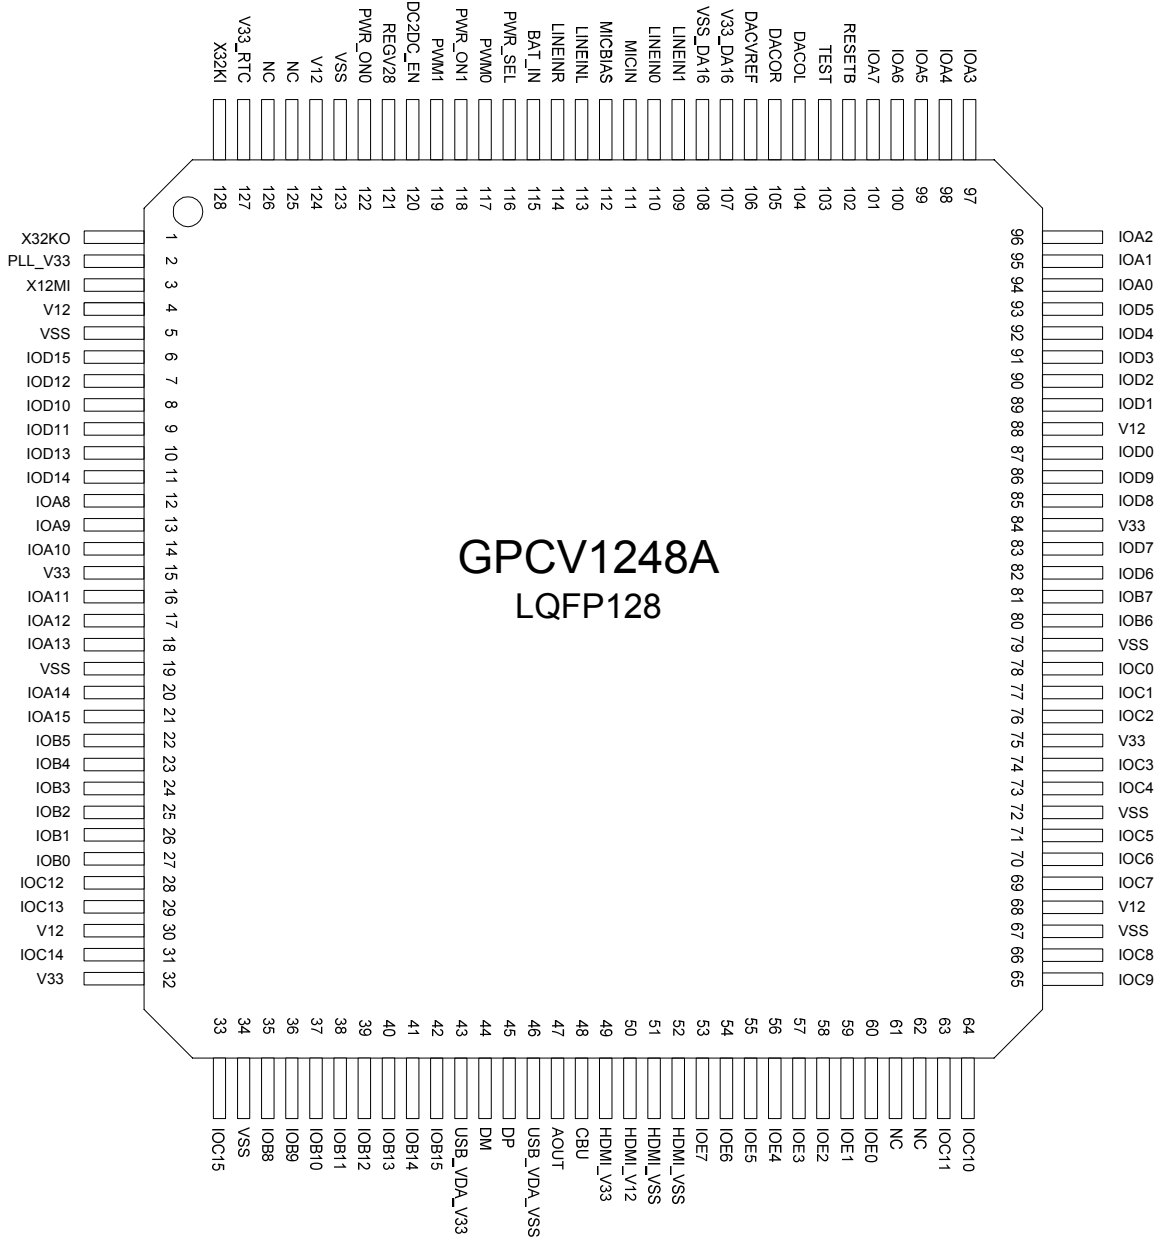 X32KI
V33_RTC
NC
NC
V12
VSS
PWR_ON0
REGV28
DC2DC_EN
PWM1
PWR_ON1
PWM0
PWR_SEL
BAT_IN
LINEINR
LINEINL
MICBIAS
MICIN
LINEIN0
LINEIN1
VSS_DA16
V33_DA16
DACVREF
DACOR
DACOL
TEST
RESETB
IOA7
IOA6
IOA5
IOA4
IOA3
128
127
126
125
124
123
122
121
120
119
118
117
116
115
114
113
112
111
110
109
108
107
106
105
104
103
102
101
100
99
98
97
X32KO 1
PLL_V33 2
X12MI 3
V12 4
VSS 5
IOD15 6
IOD12 7
IOD10 8
IOD11 9
IOD13 10
IOD14 11
IOA8 12
IOA9 13
IOA10 14
V33 15
IOA11 16
IOA12 17
IOA13 18
VSS 19
IOA14 20
IOA15 21
IOB5 22
IOB4 23
IOB3 24
IOB2 25
IOB1 26
IOB0 27
IOC12 28
IOC13 29
V12 30
IOC14 31
V33 32
GPCV1248A
LQFP128
96 IOA2
95 IOA1
94 IOA0
93 IOD5
92 IOD4
91 IOD3
90 IOD2
89 IOD1
88 V12
87 IOD0
86 IOD9
85 IOD8
84 V33
83 IOD7
82 IOD6
81 IOB7
80 IOB6
79 VSS
78 IOC0
77 IOC1
76 IOC2
75 V33
74 IOC3
73 IOC4
72 VSS
71 IOC5
70 IOC6
69 IOC7
68 V12
67 VSS
66 IOC8
65 IOC9
33
34
35
36
37
38
39
40
41
42
43
44
45
46
47
48
49
50
51
52
53
54
55
56
57
58
59
60
61
62
63
64
IOC15
VSS
IOB8
IOB9
IOB10
IOB11
IOB12
IOB13
IOB14
IOB15
USB_VDA_V33
DM
DP
USB_VDA_VSS
AOUT
CBU
HDMI_V33
HDMI_V12
HDMI_VSS
HDMI_VSS
IOE7
IOE6
IOE5
IOE4
IOE3
IOE2
IOE1
IOE0
NC
NC
IOC11
IOC10